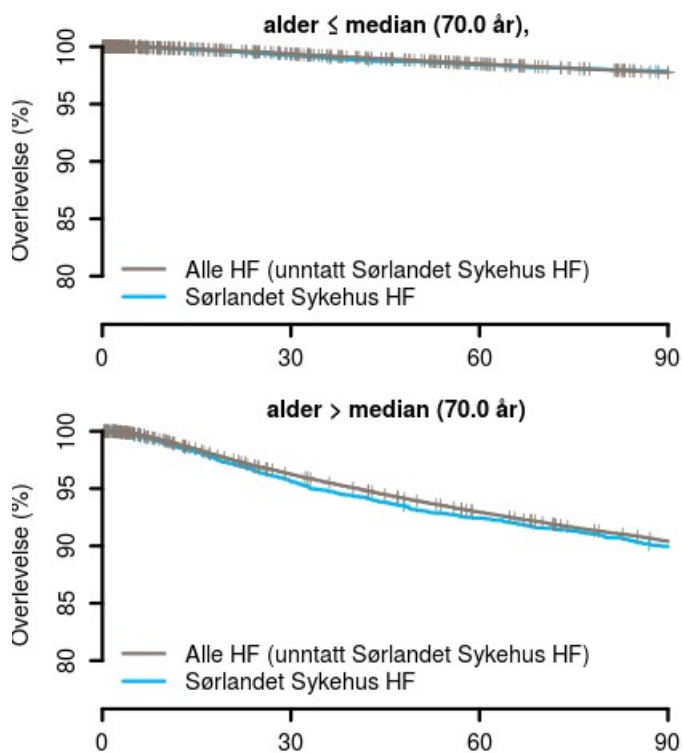 alder ≤ median (70.0 år),
Overlevelse (%)
100
95
90
85
80
Alle HF (unntatt Sørlandet Sykehus HF)
Sørlandet Sykehus HF
0 30 60 90
alder > median (70.0 år)
Overlevelse (%)
100
95
90
85
80
Alle HF (unntatt Sørlandet Sykehus HF)
Sørlandet Sykehus HF
0 30 60 90